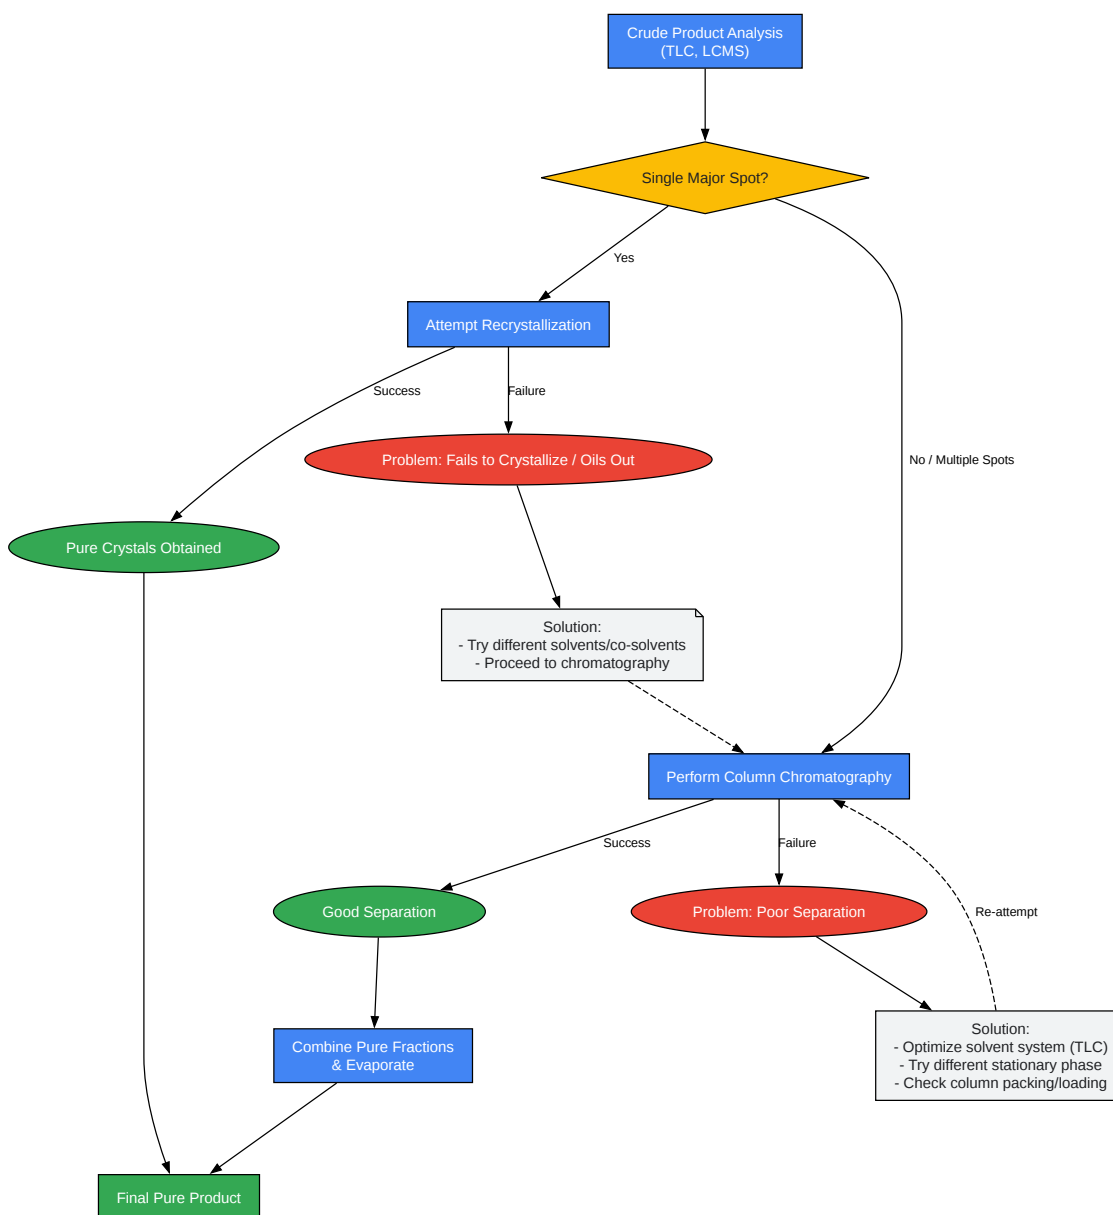 Crude Product Analysis
(TLC, LCMS)
Single Major Spot?
Yes
Attempt Recrystallization
Success
Failure
Problem: Fails to Crystallize / Oils Out
No / Multiple Spots
Pure Crystals Obtained
Solution:
- Try different solvents/co-solvents
- Proceed to chromatography
Perform Column Chromatography
Success
Failure
Good Separation
Problem: Poor Separation
Re-attempt
Solution:
- Optimize solvent system (TLC)
- Try different stationary phase
- Check column packing/loading
Combine Pure Fractions
& Evaporate
Final Pure Product